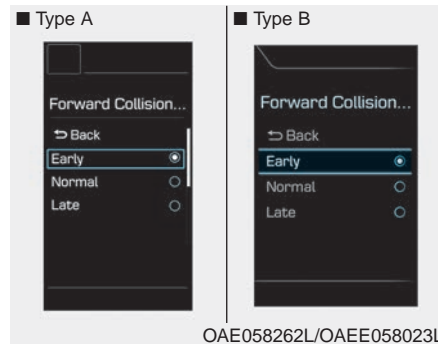 ■ Type A
■ Type B
Forward Collision...
Back
Early
Normal
Late
Forward Collision...
Back
Early
Normal
Late
OAE058262L/OAEE058023L